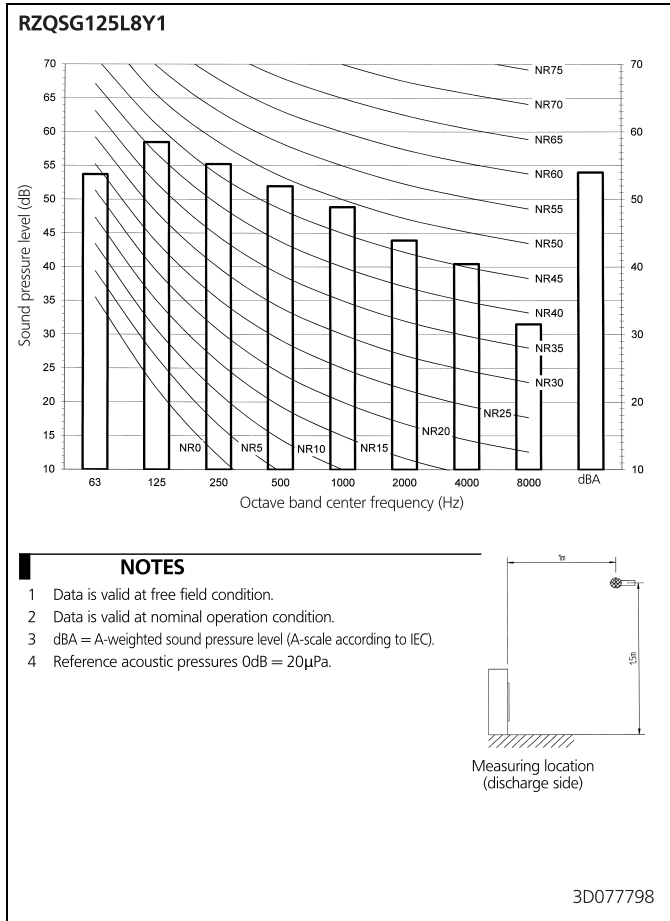 RZQSG125L8Y1
Sound pressure level (dB)
70
65
60
55
50
45
40
35
30
25
20
15
10
70
60
50
40
30
20
10
NR75
NR70
NR65
NR60
NR55
NR50
NR45
NR40
NR35
NR30
NR25
NR20
NR0 NR5 NR10 NR15
63 125 250 500 1000 2000 4000 8000 dBA
Octave band center frequency (Hz)
NOTES
1 Data is valid at free field condition.
2 Data is valid at nominal operation condition.
3 dBA = A-weighted sound pressure level (A-scale according to IEC).
4 Reference acoustic pressures 0dB = 20μPa.
1m
1,5m
Measuring location
(discharge side)
3D077798